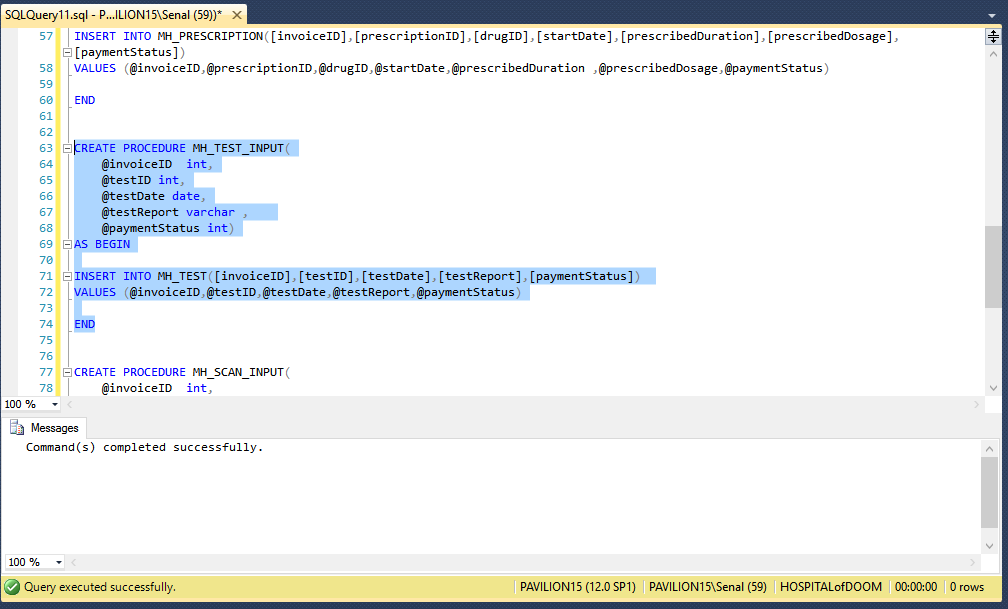 SQLQuery11.sql - P...ILION15\Senal (59))* ✕
57 INSERT INTO MH_PRESCRIPTION([invoiceID],[prescriptionID],[drugID],[startDate],[prescribedDuration],[prescribedDosage],
[paymentStatus])
58 VALUES (@invoiceID,@prescriptionID,@drugID,@startDate,@prescribedDuration ,@prescribedDosage,@paymentStatus)
59
60 END
61
62
63 CREATE PROCEDURE MH_TEST_INPUT(
64 @invoiceID  int,
65 @testID int,
66 @testDate date,
67 @testReport varchar ,
68 @paymentStatus int)
69 AS BEGIN
70
71 INSERT INTO MH_TEST([invoiceID],[testID],[testDate],[testReport],[paymentStatus])
72 VALUES (@invoiceID,@testID,@testDate,@testReport,@paymentStatus)
73
74 END
75
76
77 CREATE PROCEDURE MH_SCAN_INPUT(
78 @invoiceID  int,
100 %
Messages
Command(s) completed successfully.
100 %
Query executed successfully. PAVILION15 (12.0 SP1) PAVILION15\Senal (59) HOSPITALofDOOM 00:00:00 0 rows